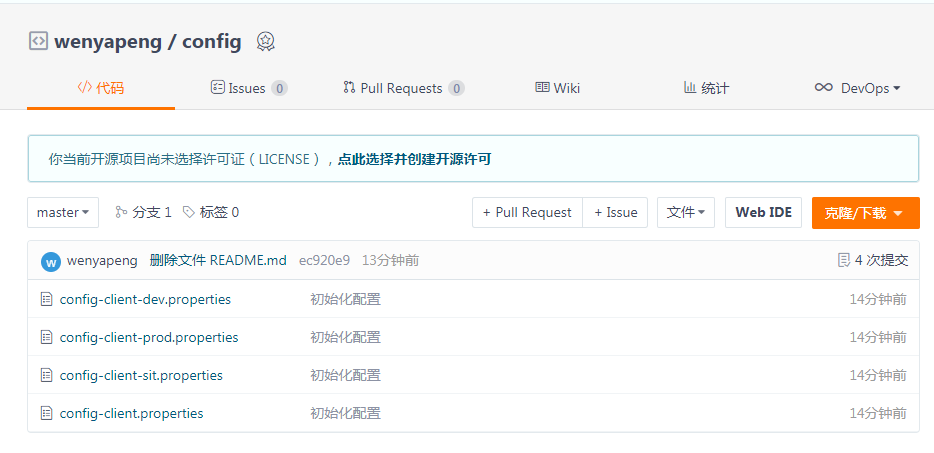 wenyapeng / config
代码 Issues 0 Pull Requests 0 Wiki 统计 DevOps
你当前开源项目尚未选择许可证（LICENSE），点此选择并创建开源许可
master 分支 1 标签 0 + Pull Request + Issue 文件 Web IDE 克隆/下载
w wenyapeng 删除文件 README.md ec920e9 13分钟前 4 次提交
config-client-dev.properties 初始化配置 14分钟前
config-client-prod.properties 初始化配置 14分钟前
config-client-sit.properties 初始化配置 14分钟前
config-client.properties 初始化配置 14分钟前